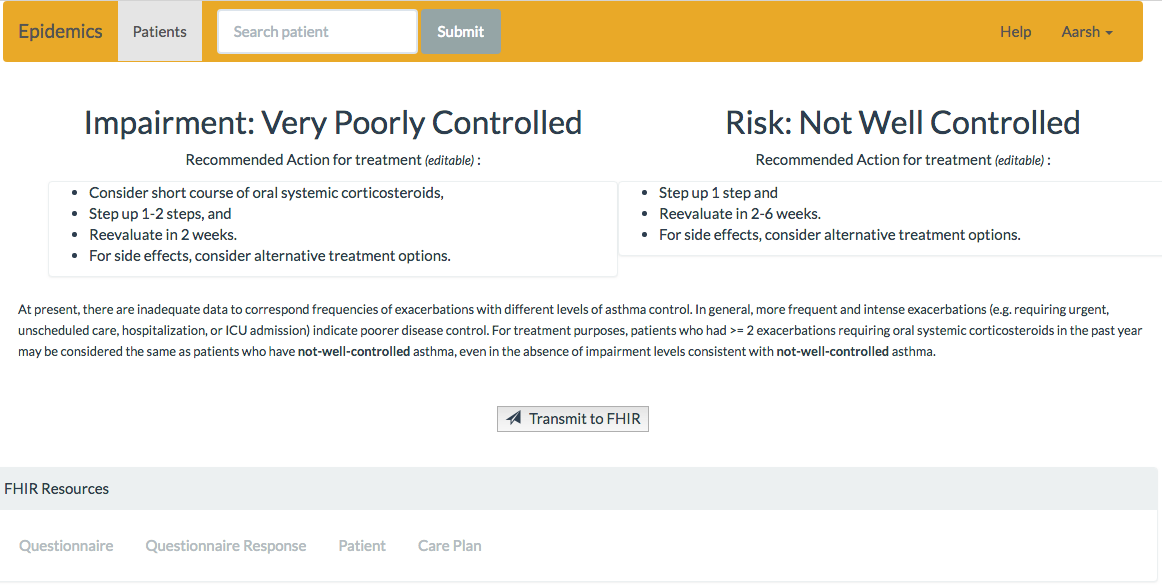 Epidemics Patients Search patient Submit Help Aarsh
Impairment: Very Poorly Controlled
Recommended Action for treatment (editable) :
• Consider short course of oral systemic corticosteroids,
• Step up 1-2 steps, and
• Reevaluate in 2 weeks.
• For side effects, consider alternative treatment options.
Risk: Not Well Controlled
Recommended Action for treatment (editable) :
• Step up 1 step and
• Reevaluate in 2-6 weeks.
• For side effects, consider alternative treatment options.
At present, there are inadequate data to correspond frequencies of exacerbations with different levels of asthma control. In general, more frequent and intense exacerbations (e.g. requiring urgent,
unscheduled care, hospitalization, or ICU admission) indicate poorer disease control. For treatment purposes, patients who had >= 2 exacerbations requiring oral systemic corticosteroids in the past year
may be considered the same as patients who have not-well-controlled asthma, even in the absence of impairment levels consistent with not-well-controlled asthma.
Transmit to FHIR
FHIR Resources
Questionnaire Questionnaire Response Patient Care Plan